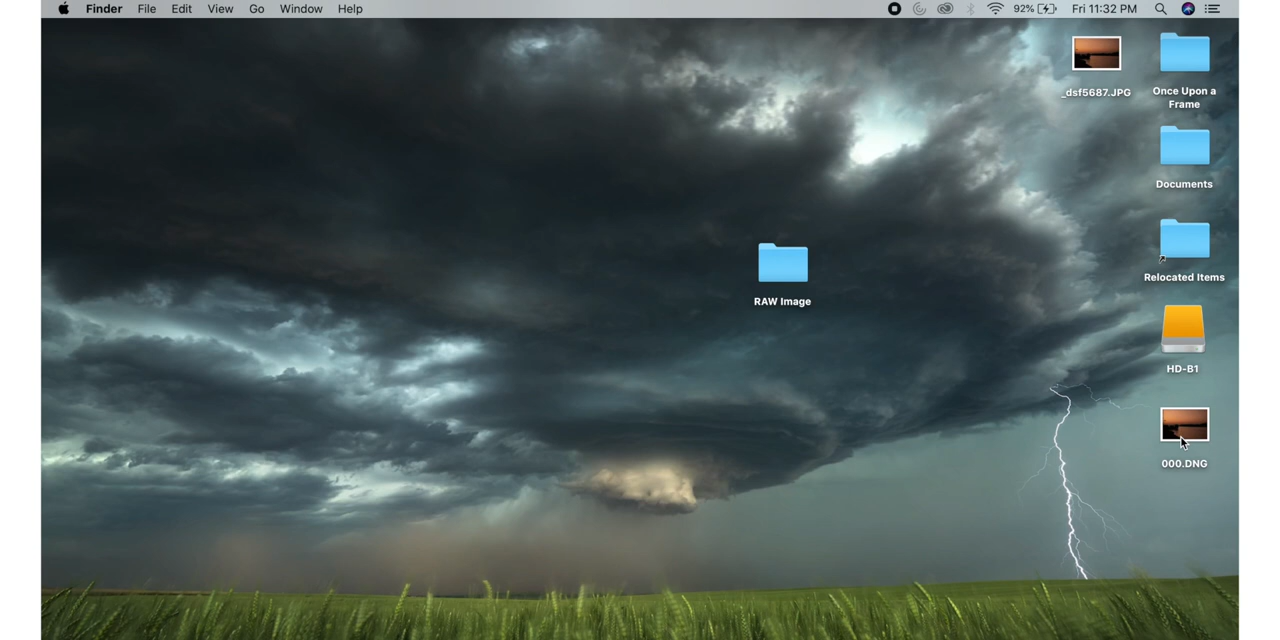 Finder File Edit View Go Window Help 92% Fri 11:32 PM
_dsf5687.JPG
Once Upon a
Frame
Documents
Relocated Items
RAW Image
HD-B1
000.DNG